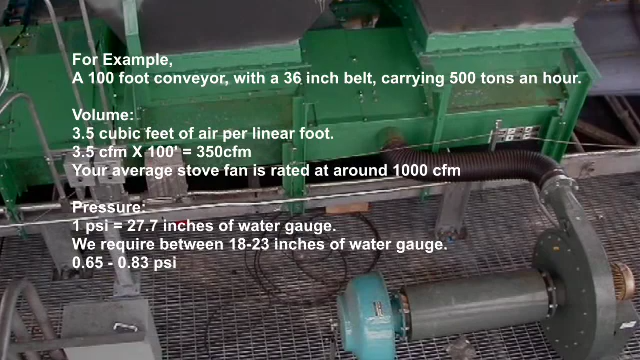 For Example,
A 100 foot conveyor, with a 36 inch belt, carrying 500 tons an hour.
Volume:
3.5 cubic feet of air per linear foot.
3.5 cfm X 100' = 350cfm
Your average stove fan is rated at around 1000 cfm
Pressure:
1 psi = 27.7 inches of water gauge.
We require between 18-23 inches of water gauge.
0.65 - 0.83 psi